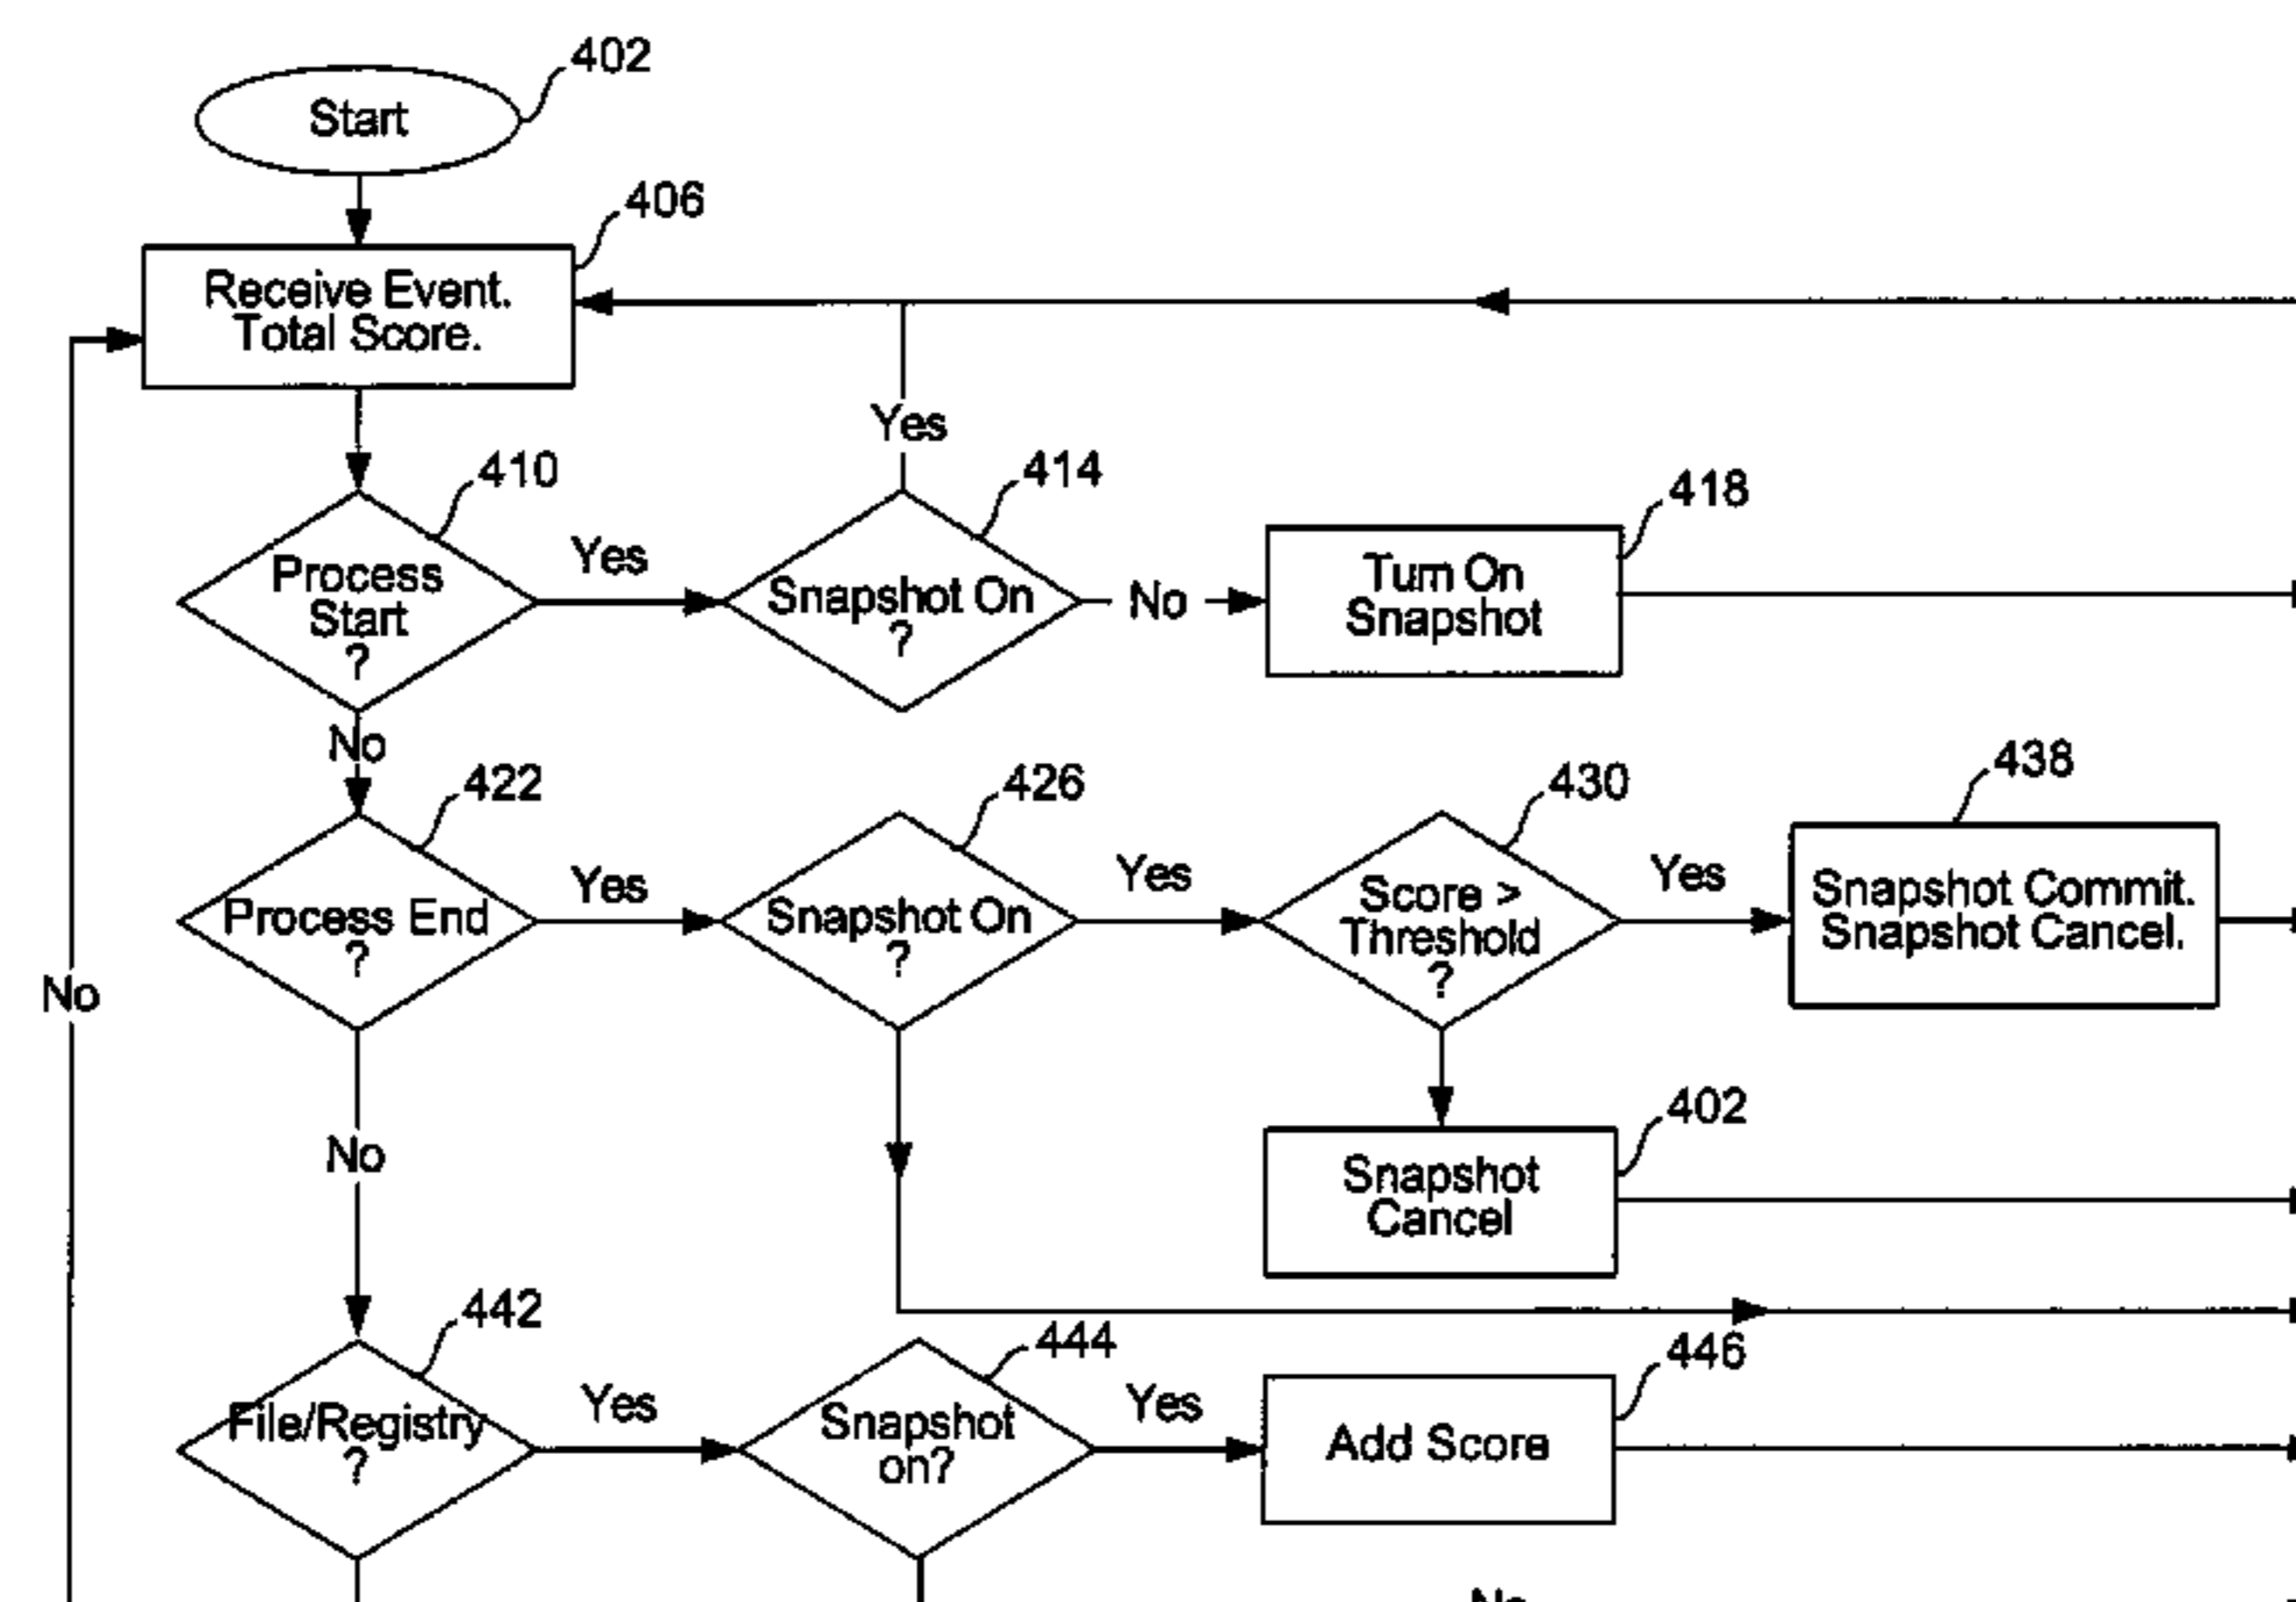 402
Start
406
Receive Event.
Total Score.
Yes
410
414
418
Process
Start
?
Yes
Snapshot On
?
No
Turn On
Snapshot
No
422
426
430
438
Process End
?
Yes
Snapshot On
?
Yes
Score >
Threshold
?
Yes
Snapshot Commit.
Snapshot Cancel.
No
No
402
Snapshot
Cancel
442
444
446
File/Registry
?
Yes
Snapshot
on?
Yes
Add Score